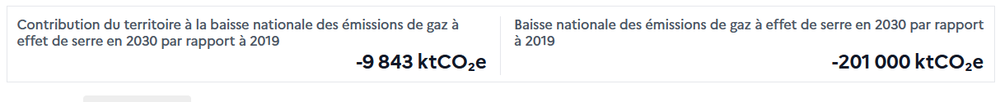 Contribution du territoire à la baisse nationale des émissions de gaz à
effet de serre en 2030 par rapport à 2019
-9 843 ktCO₂e
Baisse nationale des émissions de gaz à effet de serre en 2030 par rapport
à 2019
-201 000 ktCO₂e